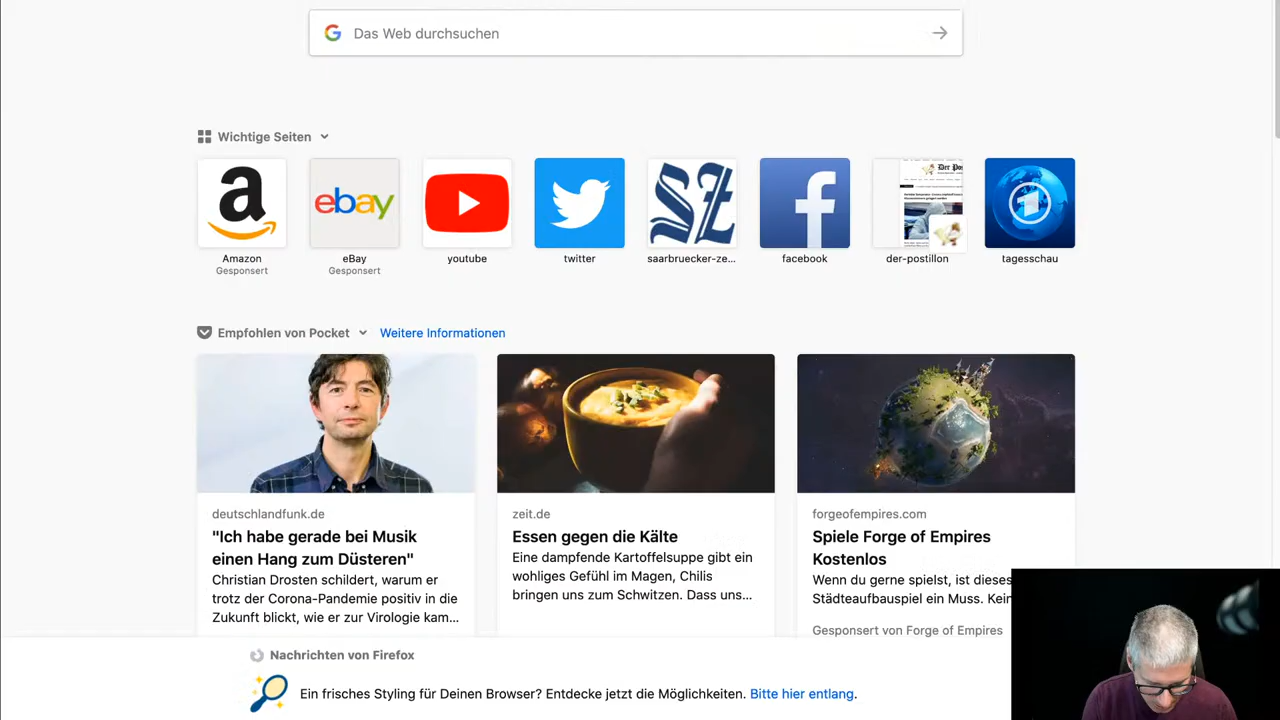 Das Web durchsuchen
Wichtige Seiten
a
ebay
SZ
f
Der Pos
1
Amazon
Gesponsert
eBay
Gesponsert
youtube
twitter
saarbruecker-ze...
facebook
der-postillon
tagesschau
Empfohlen von Pocket
Weitere Informationen
deutschlandfunk.de
"Ich habe gerade bei Musik
einen Hang zum Düsteren"
Christian Drosten schildert, warum er
trotz der Corona-Pandemie positiv in die
Zukunft blickt, wie er zur Virologie kam...
zeit.de
Essen gegen die Kälte
Eine dampfende Kartoffelsuppe gibt ein
wohliges Gefühl im Magen, Chilis
bringen uns zum Schwitzen. Dass uns...
forgeofempires.com
Spiele Forge of Empires
Kostenlos
Wenn du gerne spielst, ist dieses
Städteaufbauspiel ein Muss. Kein
Gesponsert von Forge of Empires
Nachrichten von Firefox
Ein frisches Styling für Deinen Browser? Entdecke jetzt die Möglichkeiten. Bitte hier entlang.